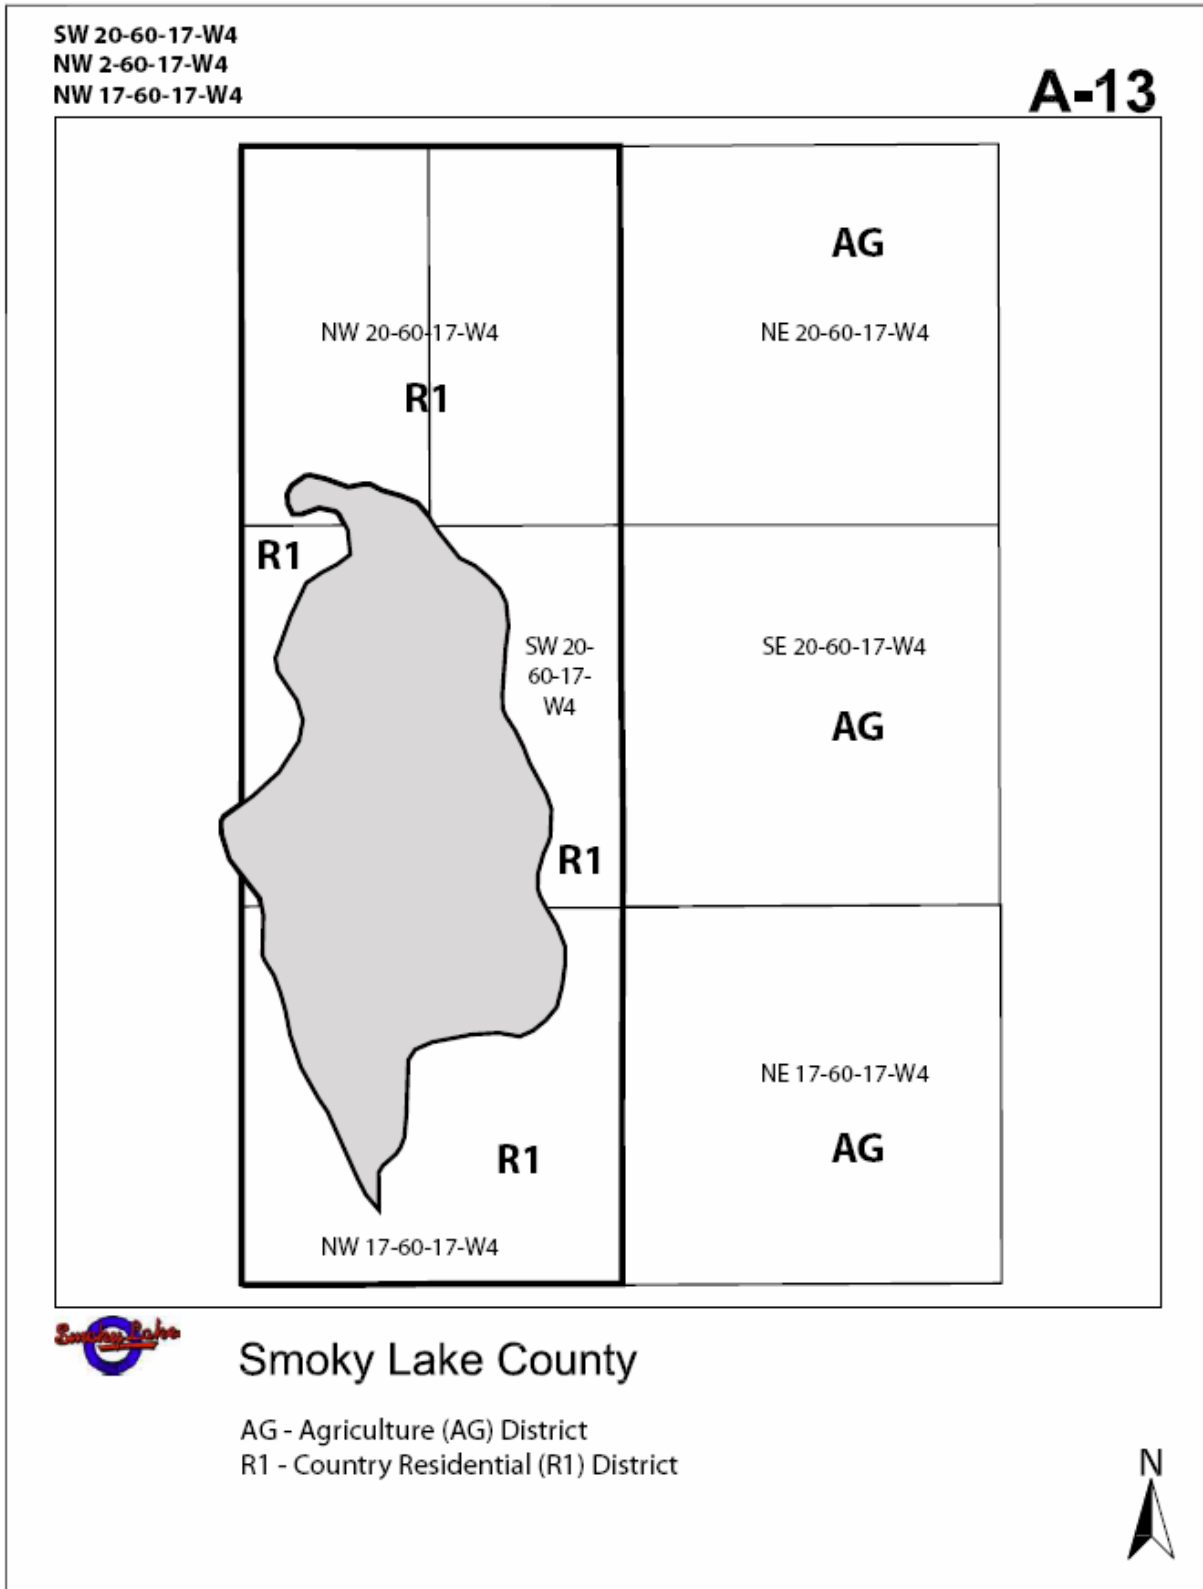 SW 20-60-17-W4
NW 2-60-17-W4
NW 17-60-17-W4
A-13
AG
NW 20-60-17-W4
NE 20-60-17-W4
R1
R1
SW 20-
60-17-
W4
SE 20-60-17-W4
AG
R1
NE 17-60-17-W4
R1
AG
NW 17-60-17-W4
Smoky Lake
Smoky Lake County
AG - Agriculture (AG) District
R1 - Country Residential (R1) District
N